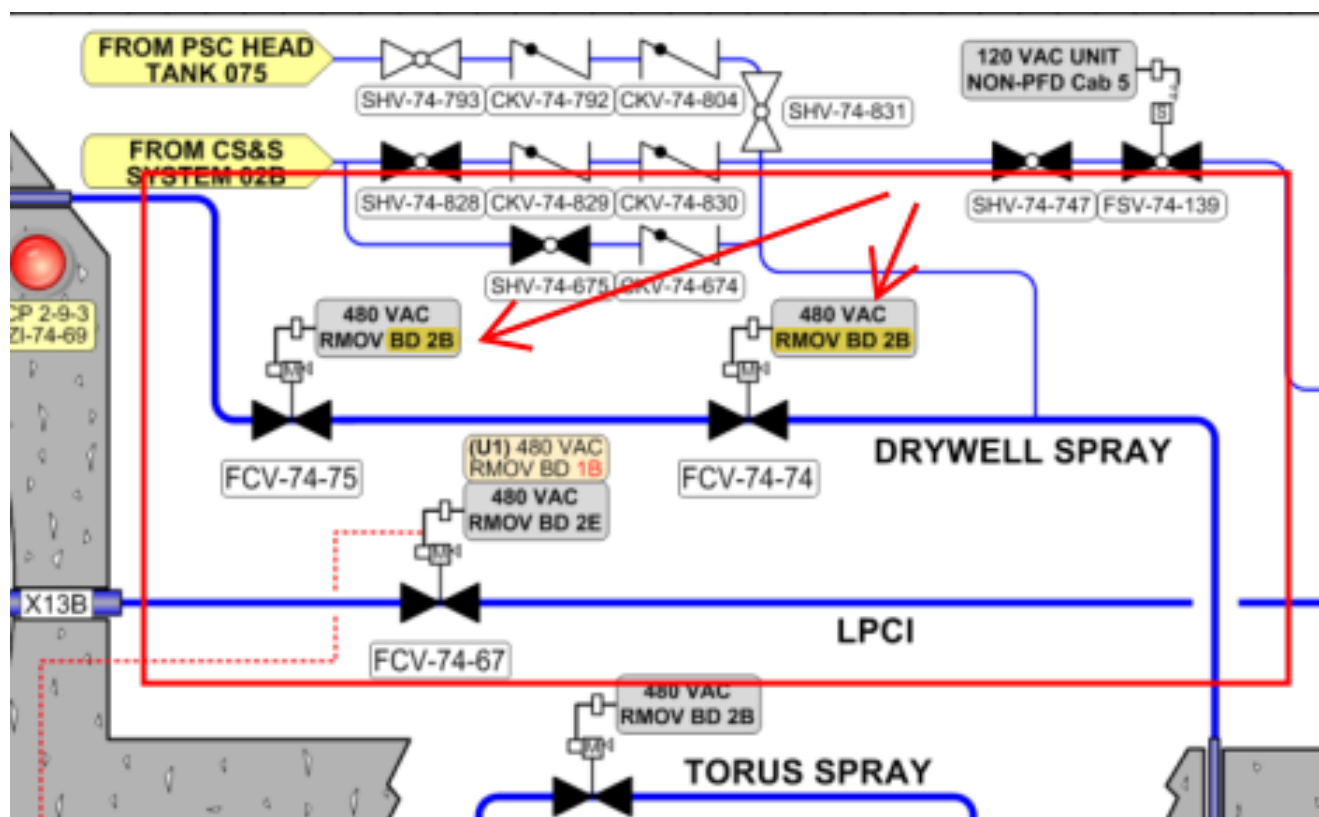 FROM PSC HEAD
TANK 075
SHV-74-793
CKV-74-792
CKV-74-804
SHV-74-831
120 VAC UNIT
NON-PFD Cab 5
S
FROM CS&S
SYSTEM 02B
SHV-74-828
CKV-74-829
CKV-74-830
SHV-74-747
FSV-74-139
SHV-74-675
CKV-74-674
CP 2-9-3
ZI-74-69
480 VAC
RMOV BD 2B
M
FCV-74-75
480 VAC
RMOV BD 2B
M
FCV-74-74
DRYWELL SPRAY
(U1) 480 VAC
RMOV BD 1B
480 VAC
RMOV BD 2E
M
FCV-74-67
X13B
LPCI
480 VAC
RMOV BD 2B
M
TORUS SPRAY